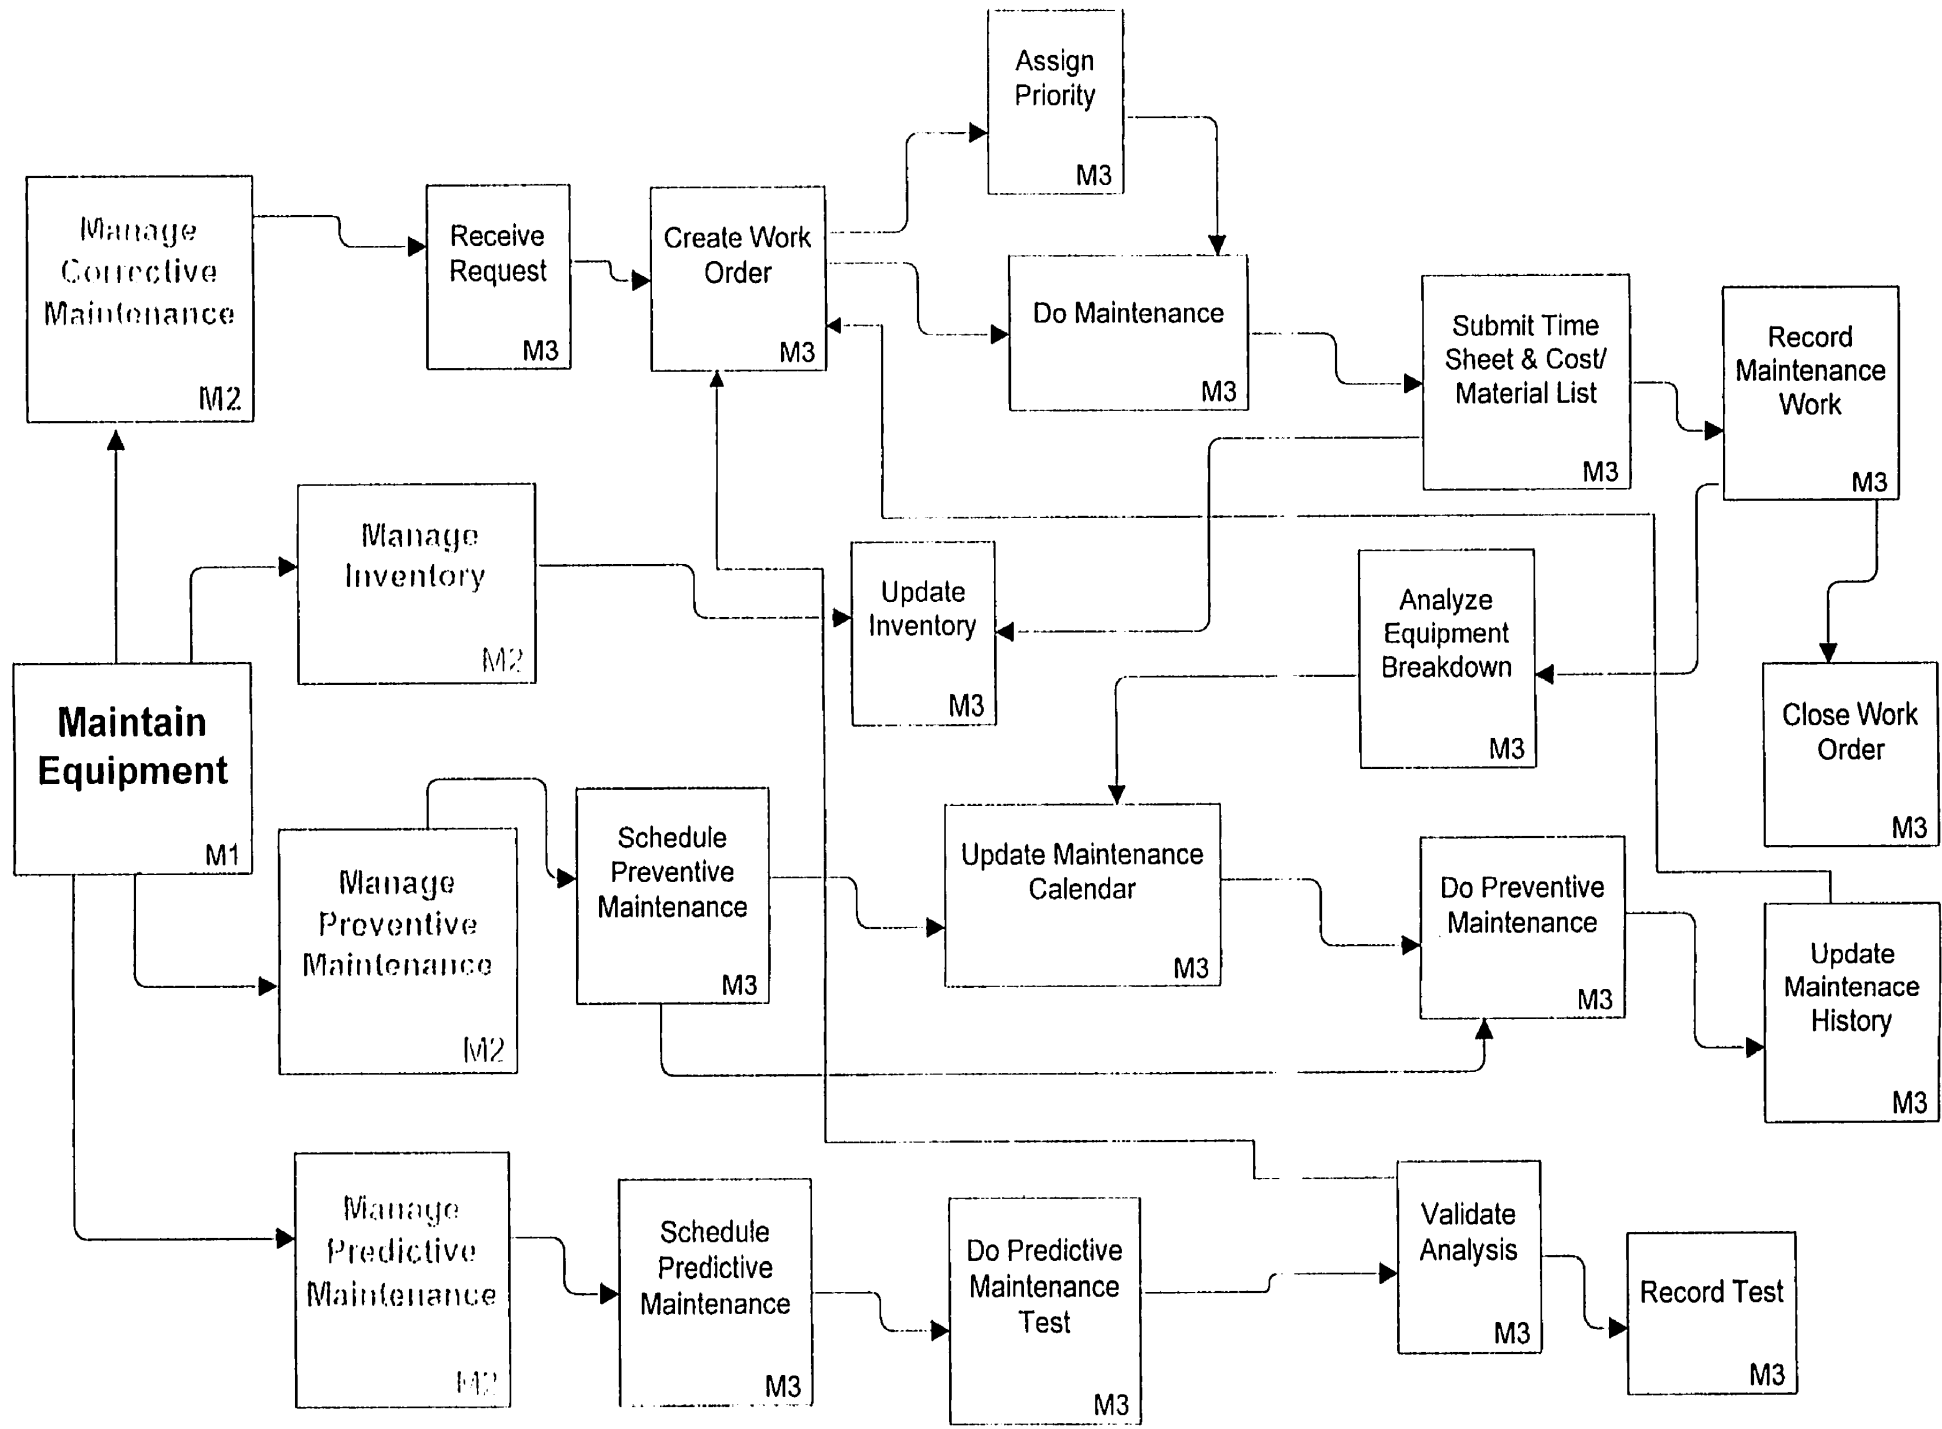 Assign
Priority
M3
Manage
Corrective
Maintenance
M2
Receive
Request
M3
Create Work
Order
M3
Do Maintenance
M3
Submit Time
Sheet & Cost/
Material List
M3
Record
Maintenance
Work
M3
Manage
Inventory
M2
Update
Inventory
M3
Analyze
Equipment
Breakdown
M3
Maintain
Equipment
M1
Close Work
Order
M3
Manage
Preventive
Maintenance
M2
Schedule
Preventive
Maintenance
M3
Update Maintenance
Calendar
M3
Do Preventive
Maintenance
M3
Update
Maintenace
History
M3
Manage
Predictive
Maintenance
M2
Schedule
Predictive
Maintenance
M3
Do Predictive
Maintenance
Test
M3
Validate
Analysis
M3
Record Test
M3